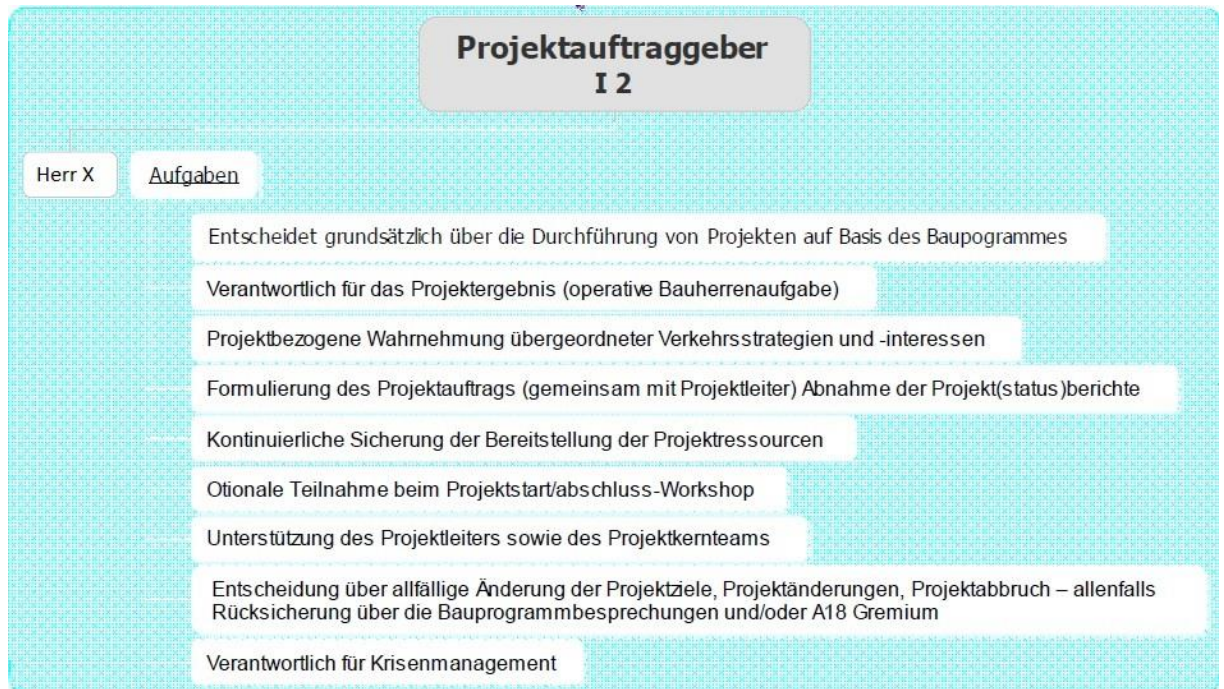 Projektauftraggeber
I 2
Herr X
Aufgaben
Entscheidet grundsätzlich über die Durchführung von Projekten auf Basis des Baupogrammes
Verantwortlich für das Projektergebnis (operative Bauherrenaufgabe)
Projektbezogene Wahrnehmung übergeordneter Verkehrsstrategien und -interessen
Formulierung des Projektauftrags (gemeinsam mit Projektleiter) Abnahme der Projekt(status)berichte
Kontinuierliche Sicherung der Bereitstellung der Projektressourcen
Otionale Teilnahme beim Projektstart/abschluss-Workshop
Unterstützung des Projektleiters sowie des Projektkernteams
Entscheidung über allfällige Änderung der Projektziele, Projektänderungen, Projektabbruch – allenfalls
Rücksicherung über die Bauprogrammbesprechungen und/oder A18 Gremium
Verantwortlich für Krisenmanagement